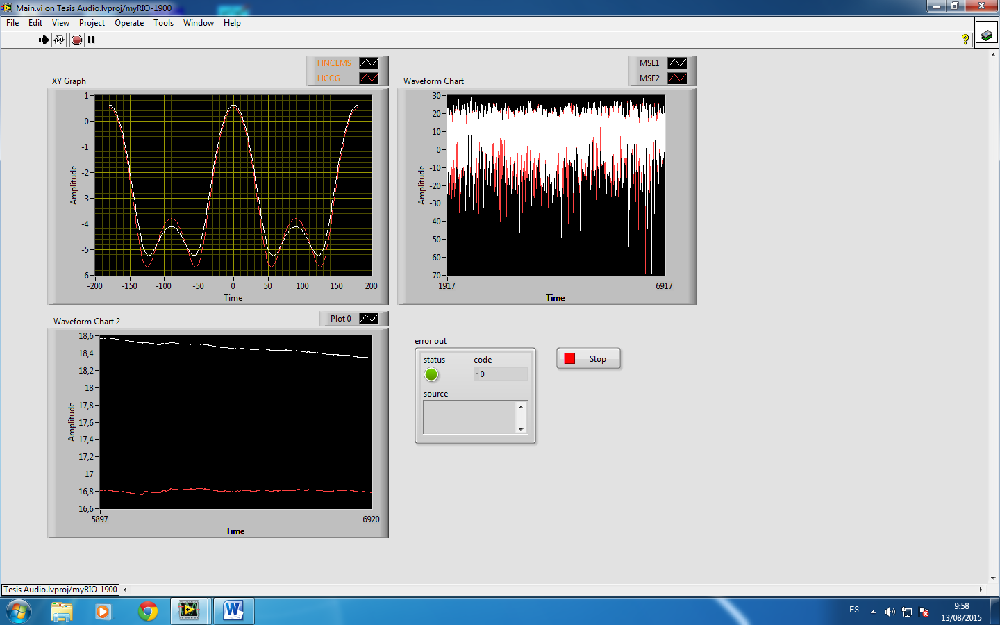 Main.vi on Tesis Audio.lvproj/myRIO-1900
File Edit View Project Operate Tools Window Help
?
HNCLMS
HCCG
XY Graph
1
0
-1
-2
-3
-4
-5
-6
Amplitude
-200 -150 -100 -50 0 50 100 150 200
Time
MSE1
MSE2
Waveform Chart
30
20
10
0
-10
-20
-30
-40
-50
-60
-70
Amplitude
1917 6917
Time
Plot 0
Waveform Chart 2
18,6
18,4
18,2
18
17,8
17,6
17,4
17,2
17
16,8
16,6
Amplitude
5897 6920
Time
error out
status code
d 0
source
Stop
Tesis Audio.lvproj/myRIO-1900
W
ES
9:58
13/08/2015